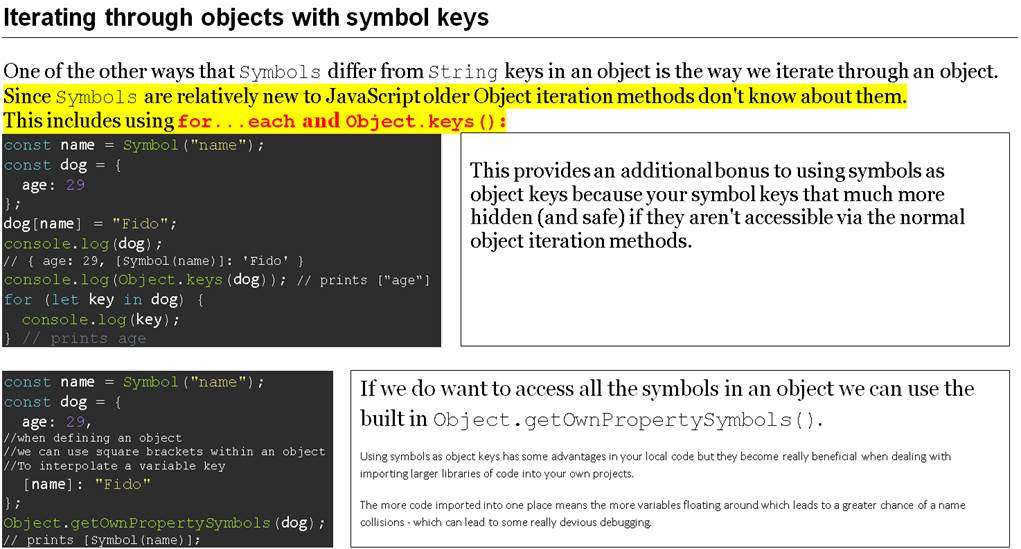 Iterating through objects with symbol keys
One of the other ways that Symbols differ from String keys in an object is the way we iterate through an object.
Since Symbols are relatively new to JavaScript older Object iteration methods don't know about them.
This includes using for...each and Object.keys():
const name = Symbol("name");
const dog = {
  age: 29
};
dog[name] = "Fido";
console.log(dog);
// { age: 29, [Symbol(name)]: 'Fido' }
console.log(Object.keys(dog)); // prints ["age"]
for (let key in dog) {
  console.log(key);
} // prints age
This provides an additional bonus to using symbols as
object keys because your symbol keys that much more
hidden (and safe) if they aren't accessible via the normal
object iteration methods.
const name = Symbol("name");
const dog = {
  age: 29,
//when defining an object
//we can use square brackets within an object
//To interpolate a variable key
  [name]: "Fido"
};
Object.getOwnPropertySymbols(dog);
// prints [Symbol(name)];
If we do want to access all the symbols in an object we can use the
built in Object.getOwnPropertySymbols().
Using symbols as object keys has some advantages in your local code but they become really beneficial when dealing with
importing larger libraries of code into your own projects.
The more code imported into one place means the more variables floating around which leads to a greater chance of a name
collisions - which can lead to some really devious debugging.